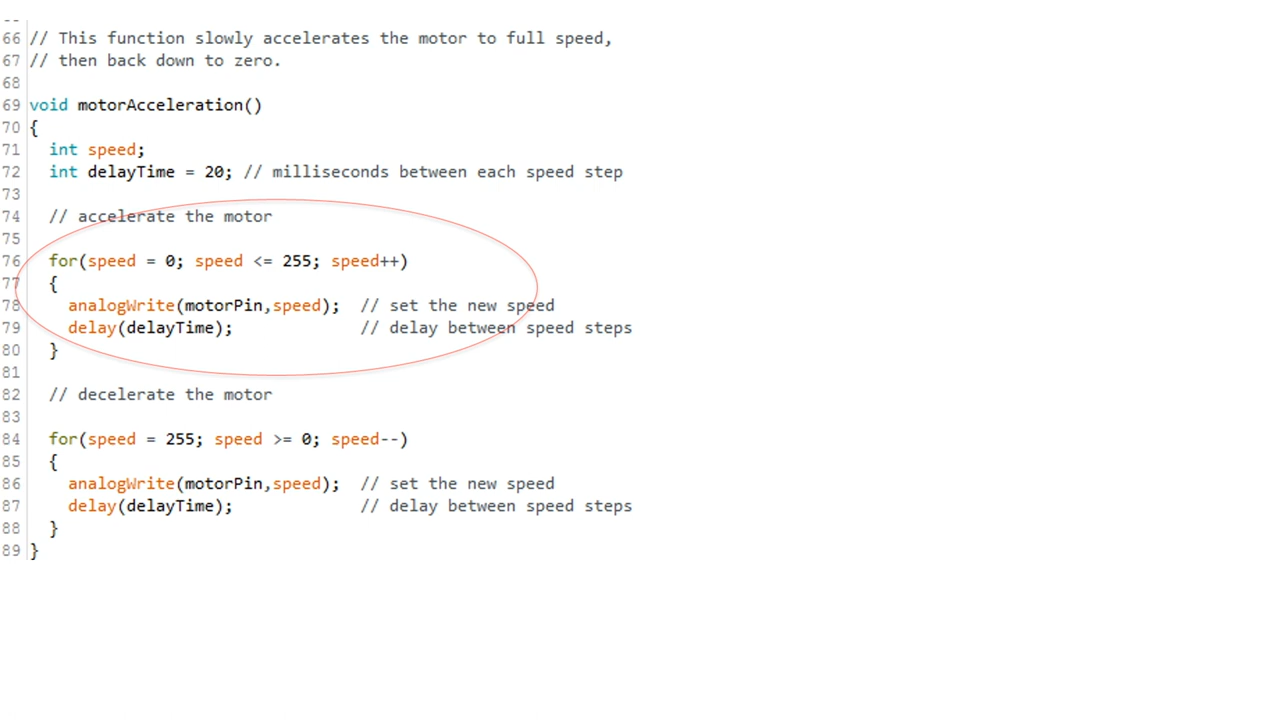 66 // This function slowly accelerates the motor to full speed,
67 // then back down to zero.
68
69 void motorAcceleration()
70 {
71   int speed;
72   int delayTime = 20; // milliseconds between each speed step
73
74   // accelerate the motor
75
76   for(speed = 0; speed <= 255; speed++)
77   {
78     analogWrite(motorPin,speed);  // set the new speed
79     delay(delayTime);             // delay between speed steps
80   }
81
82   // decelerate the motor
83
84   for(speed = 255; speed >= 0; speed--)
85   {
86     analogWrite(motorPin,speed);  // set the new speed
87     delay(delayTime);             // delay between speed steps
88   }
89 }